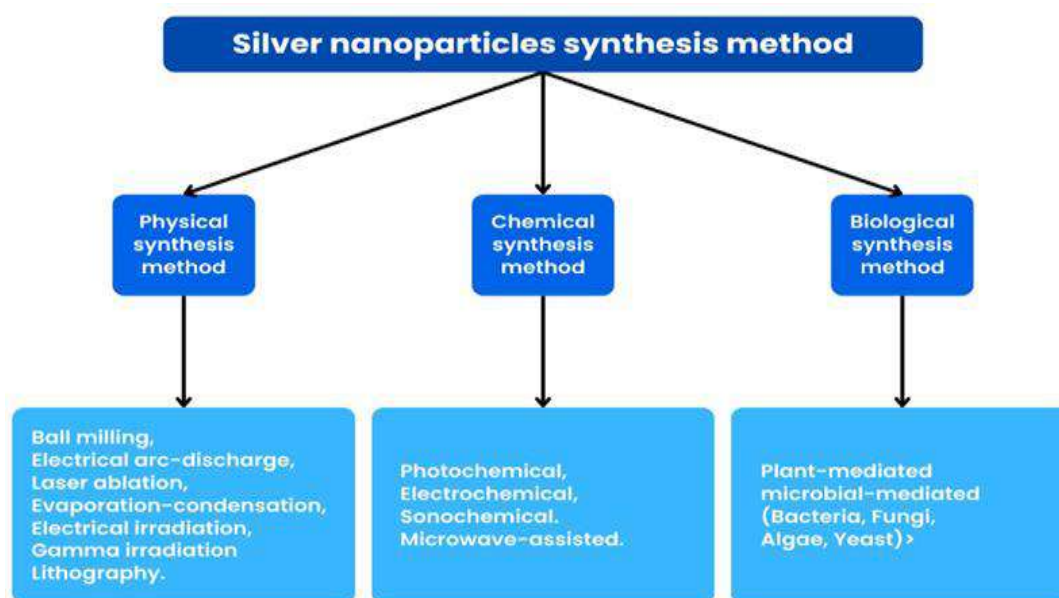 Silver nanoparticles synthesis method
Physical
synthesis
method
Chemical
synthesis
method
Biological
synthesis
method
Ball milling,
Electrical arc-discharge,
Laser ablation,
Evaporation-condensation,
Electrical irradiation,
Gamma irradiation
Lithography.
Photochemical,
Electrochemical,
Sonochemical.
Microwave-assisted.
Plant-mediated
microbial-mediated
(Bacteria, Fungi,
Algae, Yeast)>